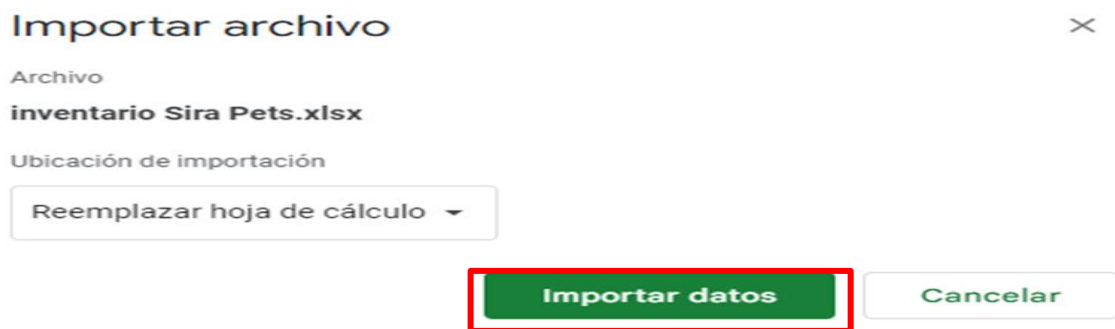 Importar archivo
Archivo
inventario Sira Pets.xlsx
Ubicación de importación
Reemplazar hoja de cálculo
Importar datos
Cancelar